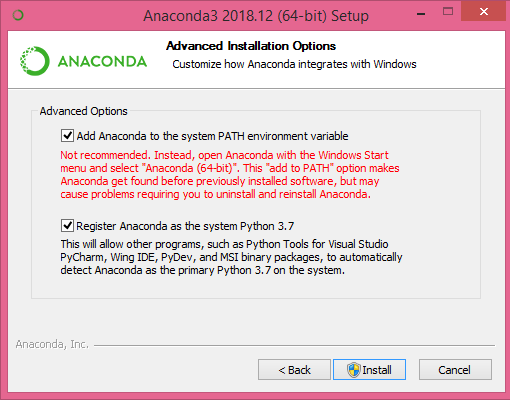 Anaconda3 2018.12 (64-bit) Setup
Advanced Installation Options
Customize how Anaconda integrates with Windows
ANACONDA
Advanced Options
Add Anaconda to the system PATH environment variable
Not recommended. Instead, open Anaconda with the Windows Start
menu and select "Anaconda (64-bit)". This "add to PATH" option makes
Anaconda get found before previously installed software, but may
cause problems requiring you to uninstall and reinstall Anaconda.
Register Anaconda as the system Python 3.7
This will allow other programs, such as Python Tools for Visual Studio
PyCharm, Wing IDE, PyDev, and MSI binary packages, to automatically
detect Anaconda as the primary Python 3.7 on the system.
Anaconda, Inc.
< Back
Install
Cancel